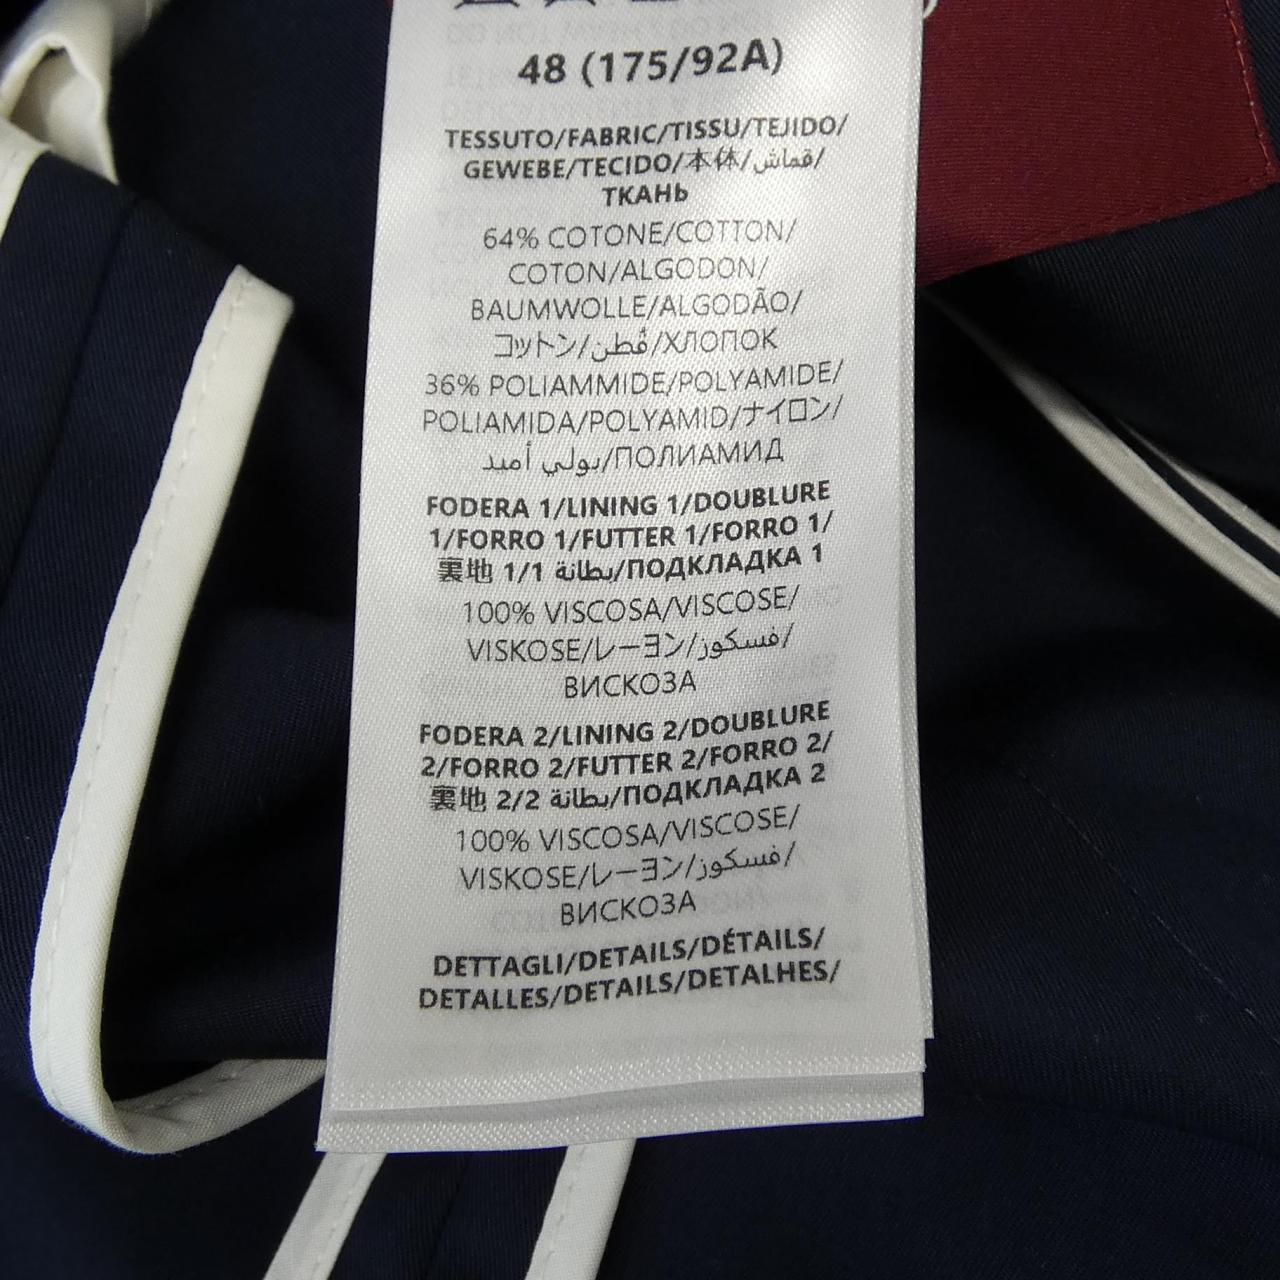 48 (175/92A)
TESSUTO/FABRIC/TISSU/TEJIDO/
GEWEBE/TECIDO/本体/قماش/
ТКАНЬ
64% COTONE/COTTON/
COTON/ALGODON/
BAUMWOLLE/ALGODÃO/
コットン/قُطن/ХЛОПОК
36% POLIAMMIDE/POLYAMIDE/
POLIAMIDA/POLYAMID/ナイロン/
بولي أميد/ПОЛИАМИД
FODERA 1/LINING 1/DOUBLURE
1/FORRO 1/FUTTER 1/FORRO 1/
裏地 1/1 بطانة/ПОДКЛАДКА 1
100% VISCOSA/VISCOSE/
VISKOSE/レーヨン/فسكوز/
ВИСКОЗА
FODERA 2/LINING 2/DOUBLURE
2/FORRO 2/FUTTER 2/FORRO 2/
裏地 2/2 بطانة/ПОДКЛАДКА 2
100% VISCOSA/VISCOSE/
VISKOSE/レーヨン/فسكوز/
ВИСКОЗА
DETTAGLI/DETAILS/DÉTAILS/
DETALLES/DETAILS/DETALHES/